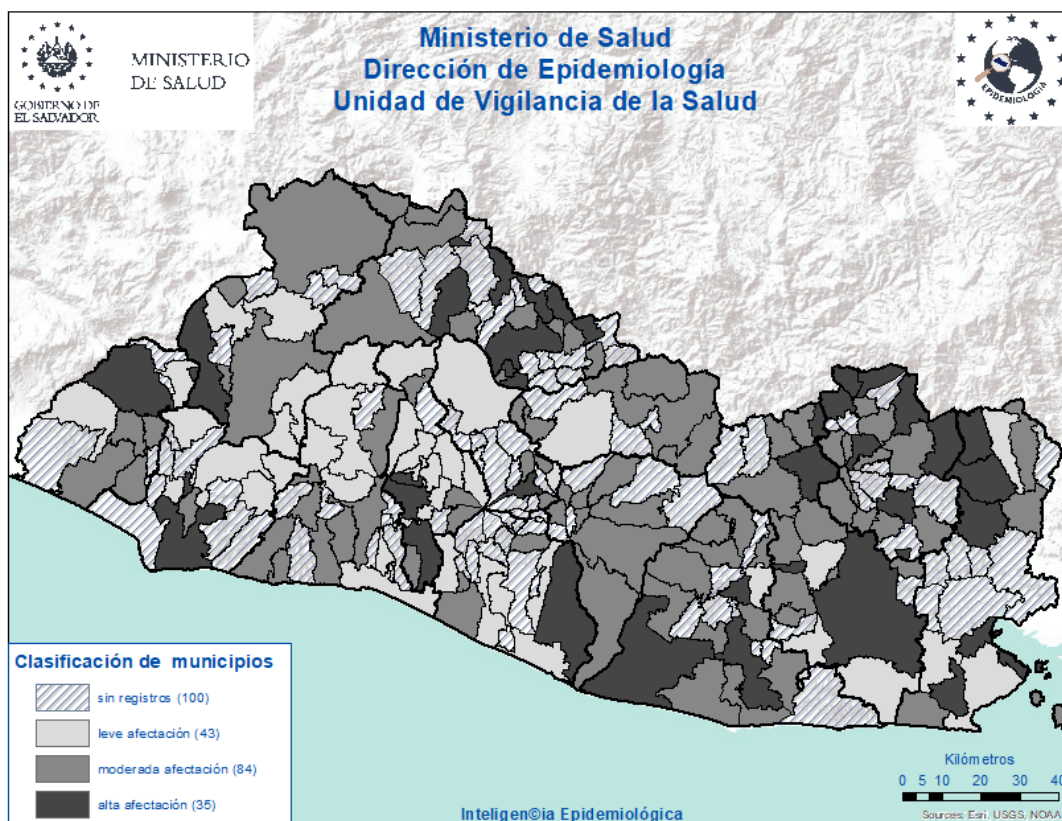 Ministerio de Salud
Dirección de Epidemiología
Unidad de Vigilancia de la Salud
GOBIERNO DE
EL SALVADOR
MINISTERIO
DE SALUD
EPIDEMIOLOGÍA
Clasificación de municipios
sin registros (100)
leve afectación (43)
moderada afectación (84)
alta afectación (35)
Inteligen©ia Epidemiológica
Kilómetros
0 5 10 20 30 40
Sources: Esri, USGS, NOAA